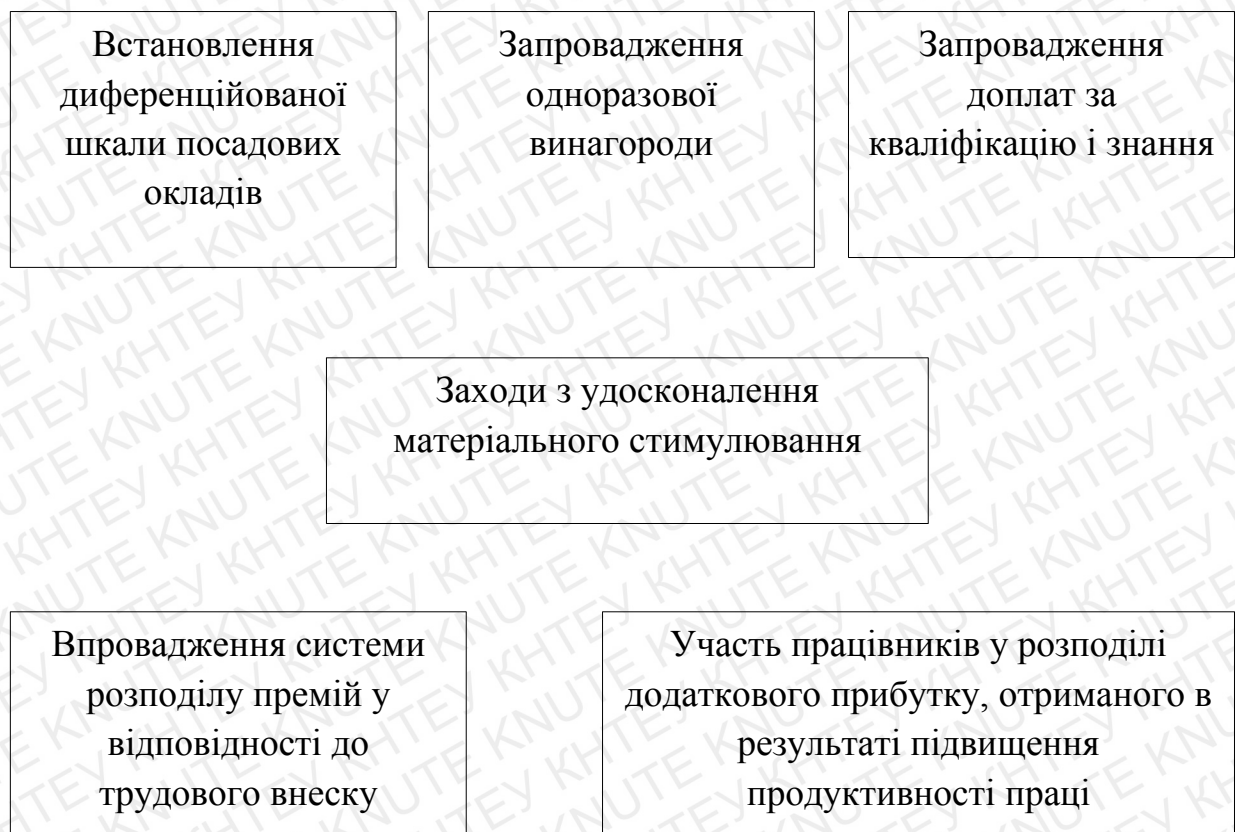 Встановлення
диференційованої
шкали посадових
окладів
Запровадження
одноразової
винагороди
Запровадження
доплат за
кваліфікацію і знання
Заходи з удосконалення
матеріального стимулювання
Впровадження системи
розподілу премій у
відповідності до
трудового внеску
Участь працівників у розподілі
додаткового прибутку, отриманого в
результаті підвищення
продуктивності праці